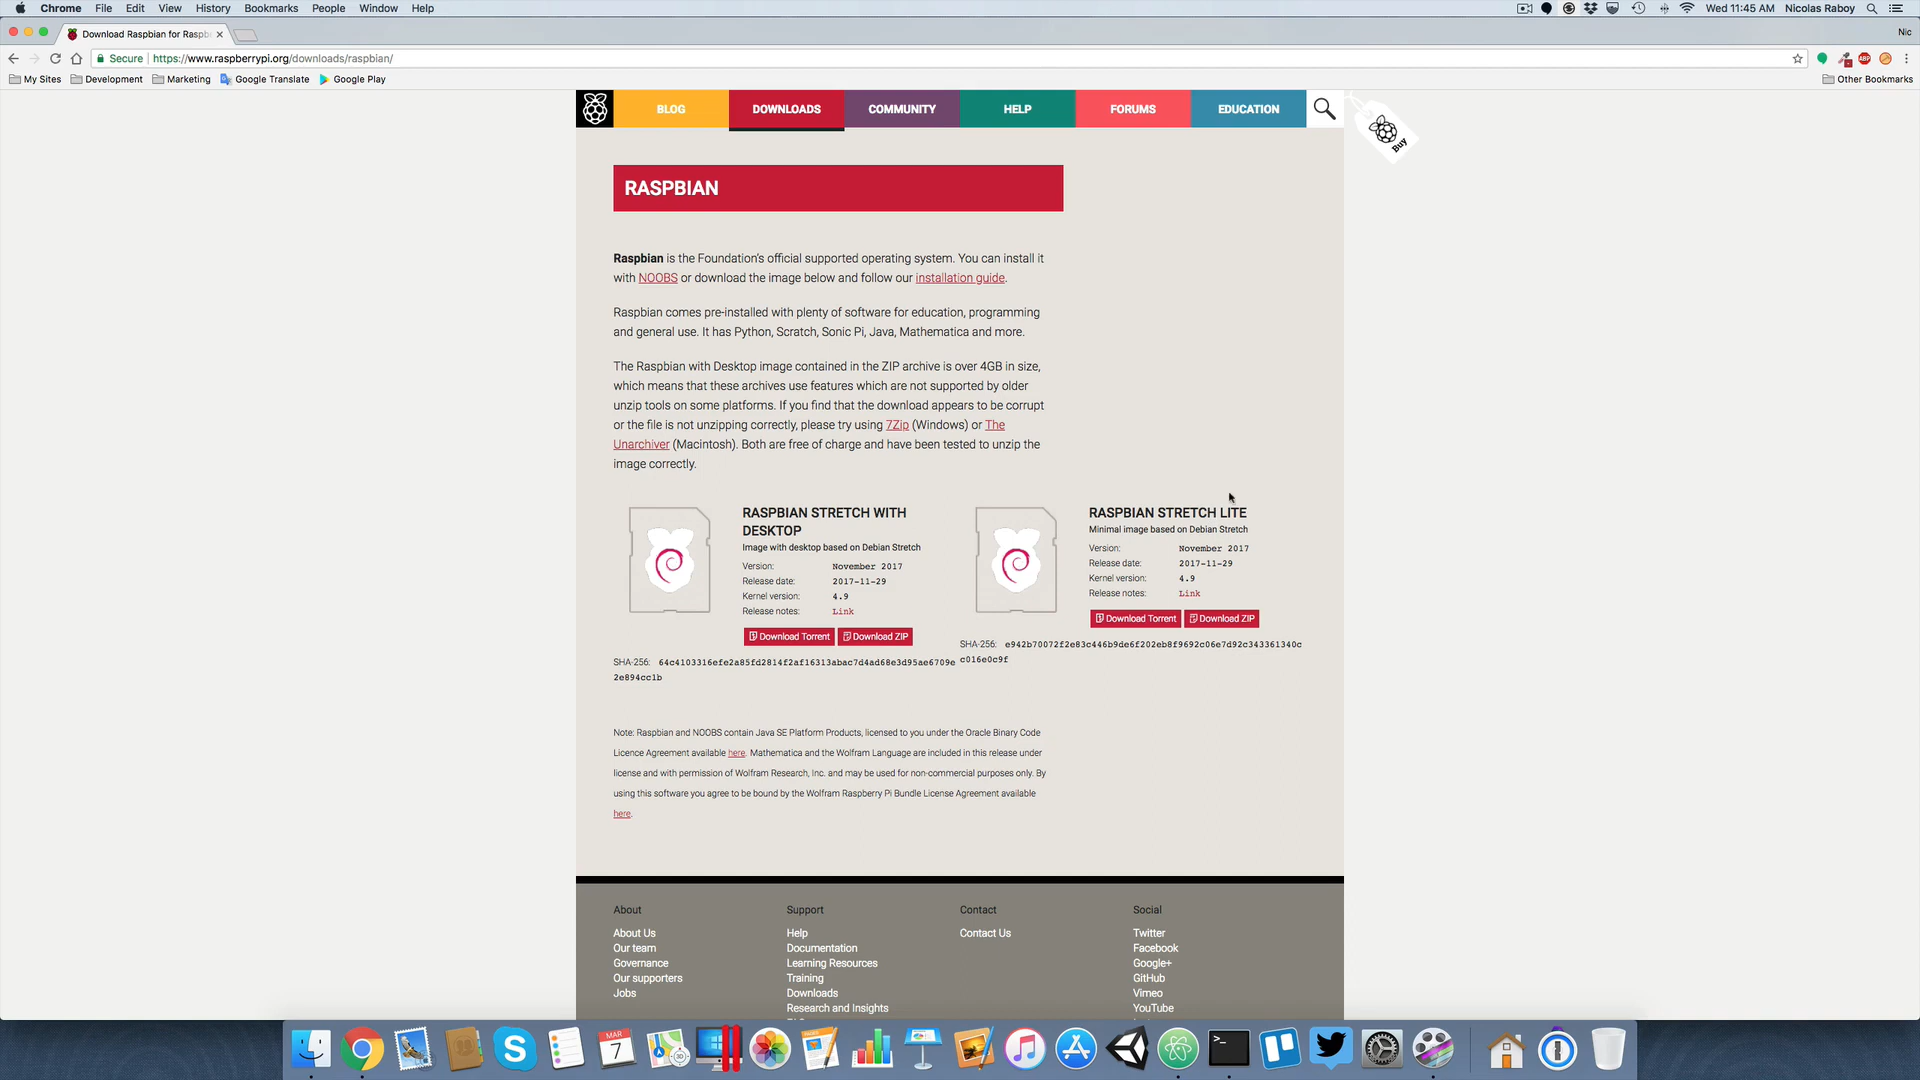 Chrome File Edit View History Bookmarks People Window Help Wed 11:45 AM Nicolas Raboy
Download Raspbian for Raspb Nic
Secure https://www.raspberrypi.org/downloads/raspbian/
My Sites Development Marketing Google Translate Google Play Other Bookmarks
BLOG DOWNLOADS COMMUNITY HELP FORUMS EDUCATION
Buy
RASPBIAN
Raspbian is the Foundation's official supported operating system. You can install it
with NOOBS or download the image below and follow our installation guide.
Raspbian comes pre-installed with plenty of software for education, programming
and general use. It has Python, Scratch, Sonic Pi, Java, Mathematica and more.
The Raspbian with Desktop image contained in the ZIP archive is over 4GB in size,
which means that these archives use features which are not supported by older
unzip tools on some platforms. If you find that the download appears to be corrupt
or the file is not unzipping correctly, please try using 7Zip (Windows) or The
Unarchiver (Macintosh). Both are free of charge and have been tested to unzip the
image correctly.
RASPBIAN STRETCH WITH
DESKTOP
Image with desktop based on Debian Stretch
Version: November 2017
Release date: 2017-11-29
Kernel version: 4.9
Release notes: Link
Download Torrent Download ZIP
SHA-256: 64c4103316efe2a85fd2814f2af16313abac7d4ad68e3d95ae6709e
2e894cc1b
RASPBIAN STRETCH LITE
Minimal image based on Debian Stretch
Version: November 2017
Release date: 2017-11-29
Kernel version: 4.9
Release notes: Link
Download Torrent Download ZIP
SHA-256: e942b70072f2e83c446b9de6f202eb8f9692c06e7d92c343361340c
c016e0c9f
Note: Raspbian and NOOBS contain Java SE Platform Products, licensed to you under the Oracle Binary Code
Licence Agreement available here. Mathematica and the Wolfram Language are included in this release under
license and with permission of Wolfram Research, Inc. and may be used for non-commercial purposes only. By
using this software you agree to be bound by the Wolfram Raspberry Pi Bundle License Agreement available
here.
About
About Us
Our team
Governance
Our supporters
Jobs
Support
Help
Documentation
Learning Resources
Training
Downloads
Research and Insights
Contact
Contact Us
Social
Twitter
Facebook
Google+
GitHub
Vimeo
YouTube
MAR
7